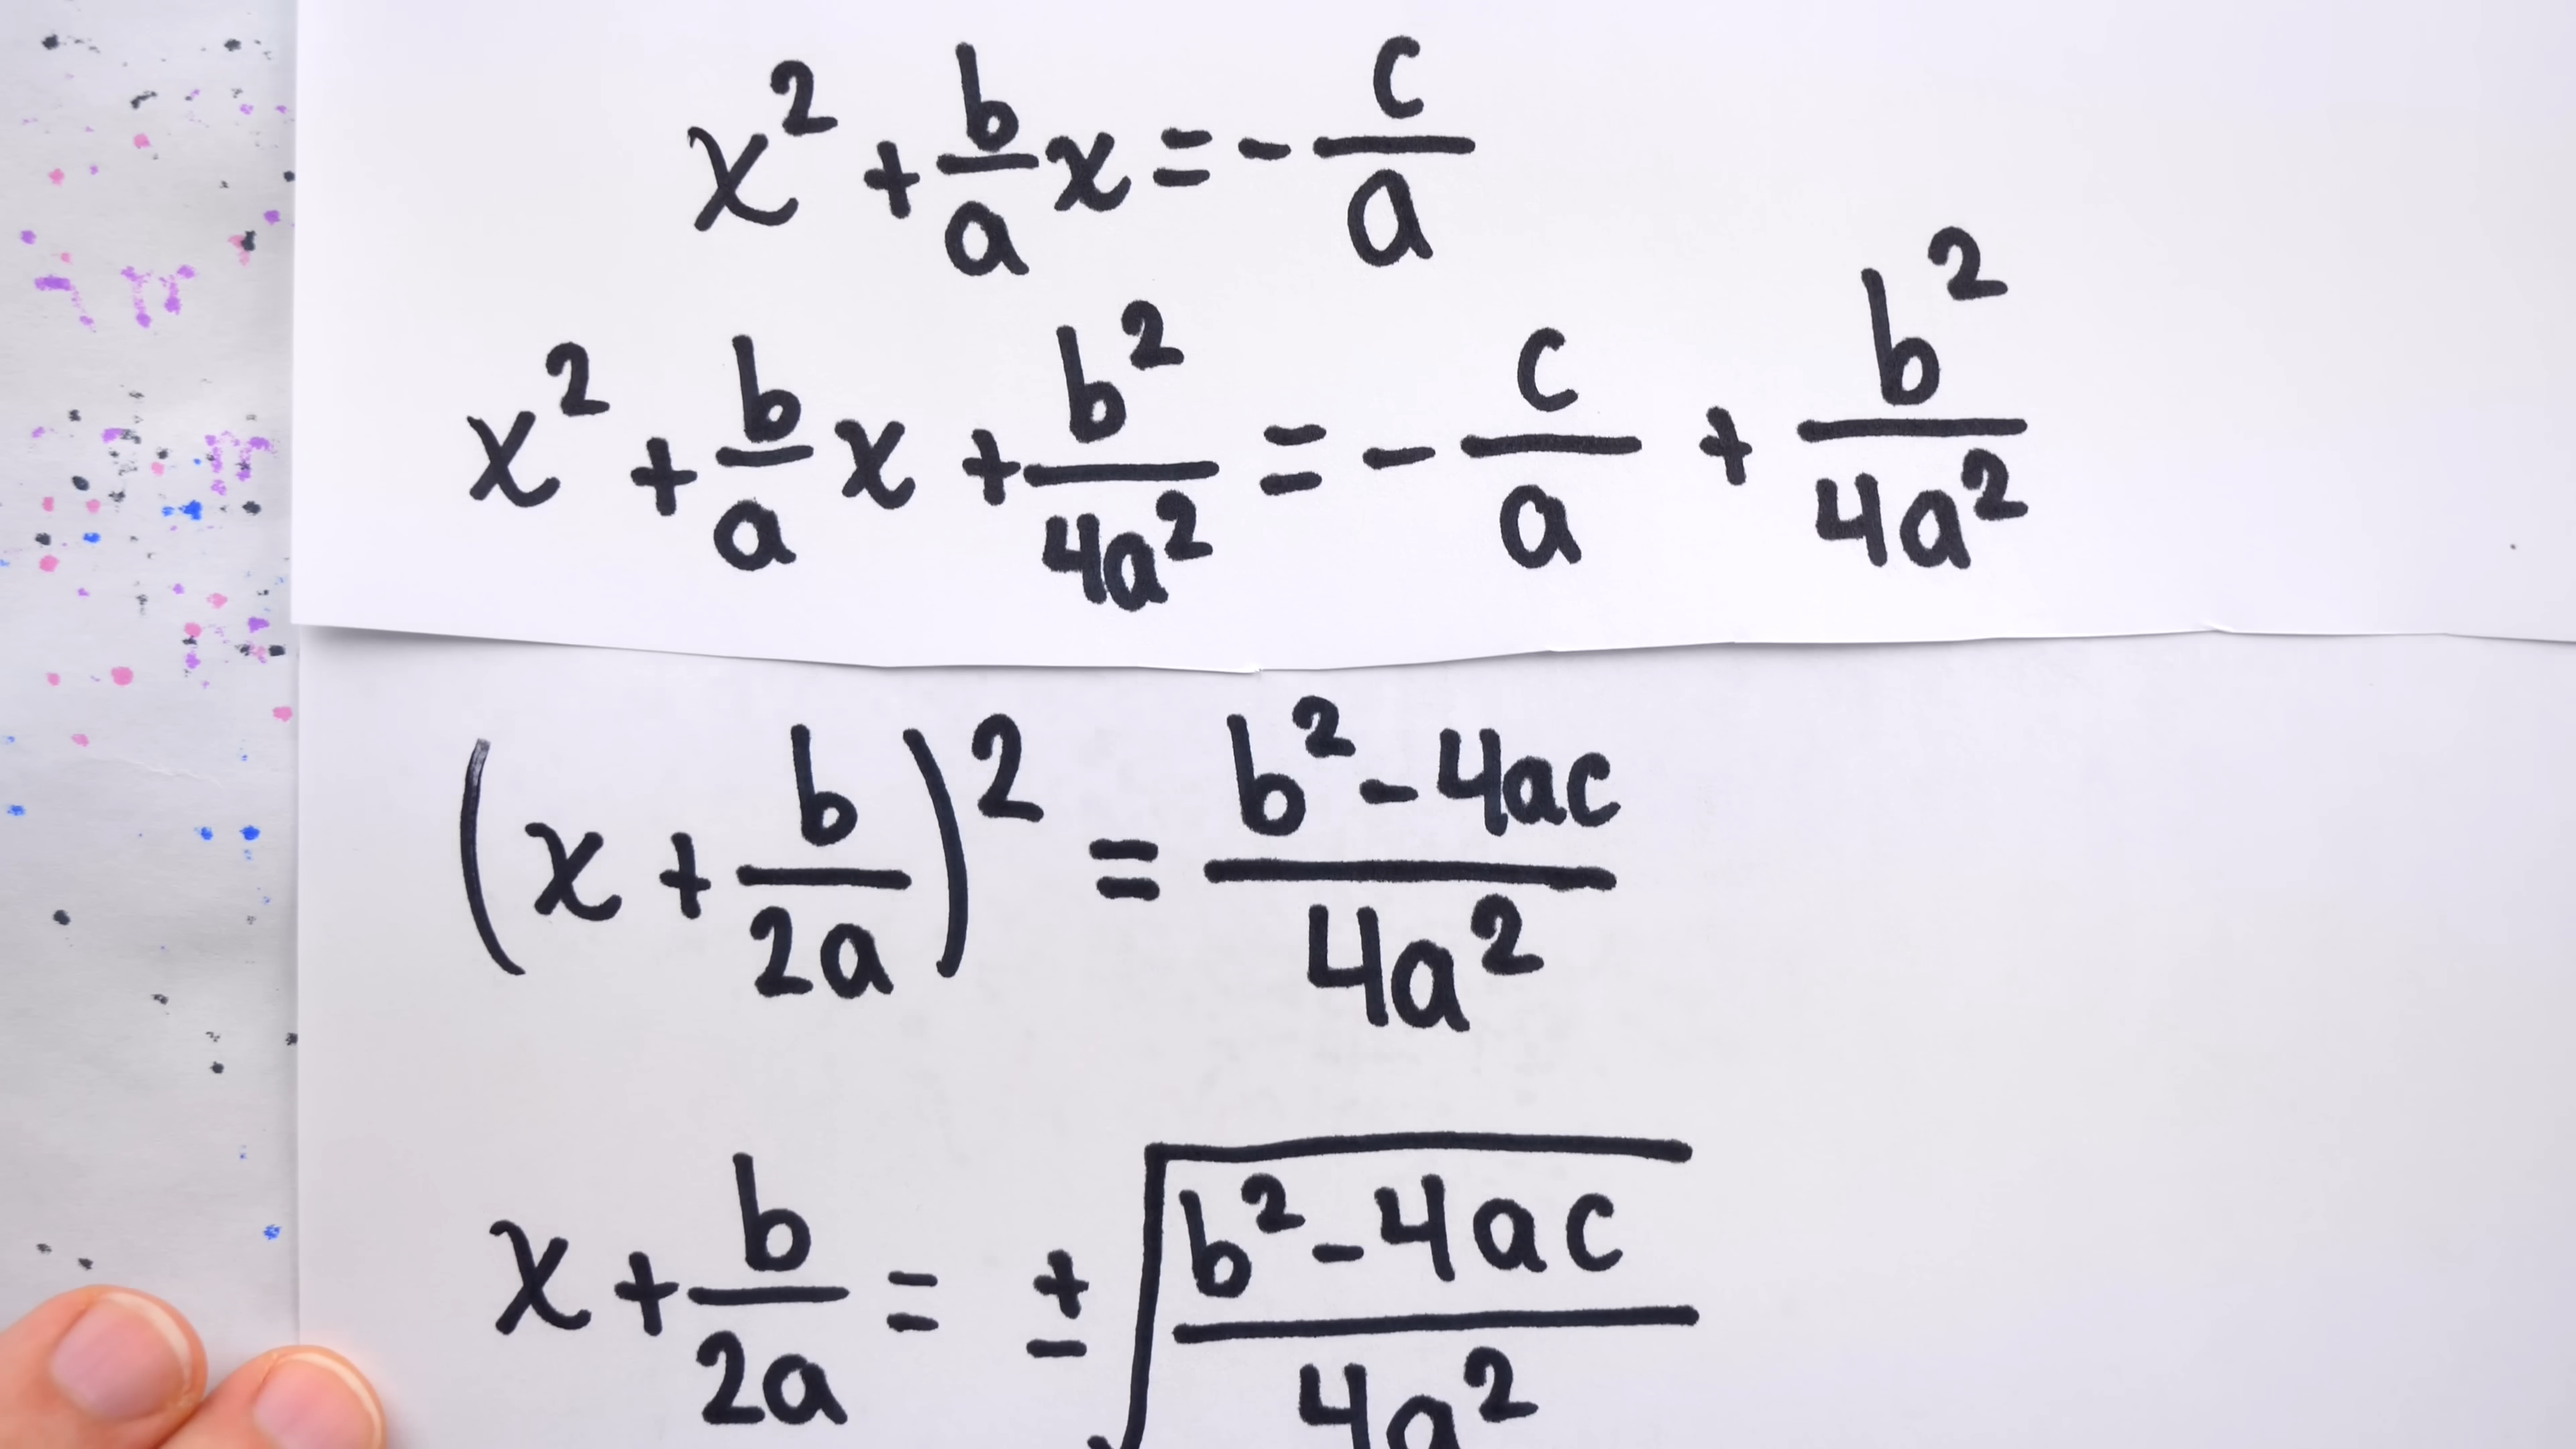 x² + b/a x = - c/a
x² + b/a x + b²/4a² = - c/a + b²/4a²
(x + b/2a)² = b² - 4ac / 4a²
x + b/2a = ± √(b² - 4ac / 4a²)